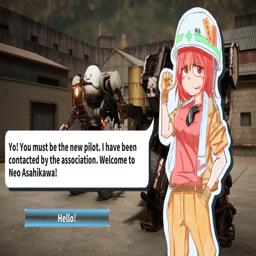 Yo! You must be the new pilot. I have been
contacted by the association. Welcome to
Neo Asahikawa!
Hello!